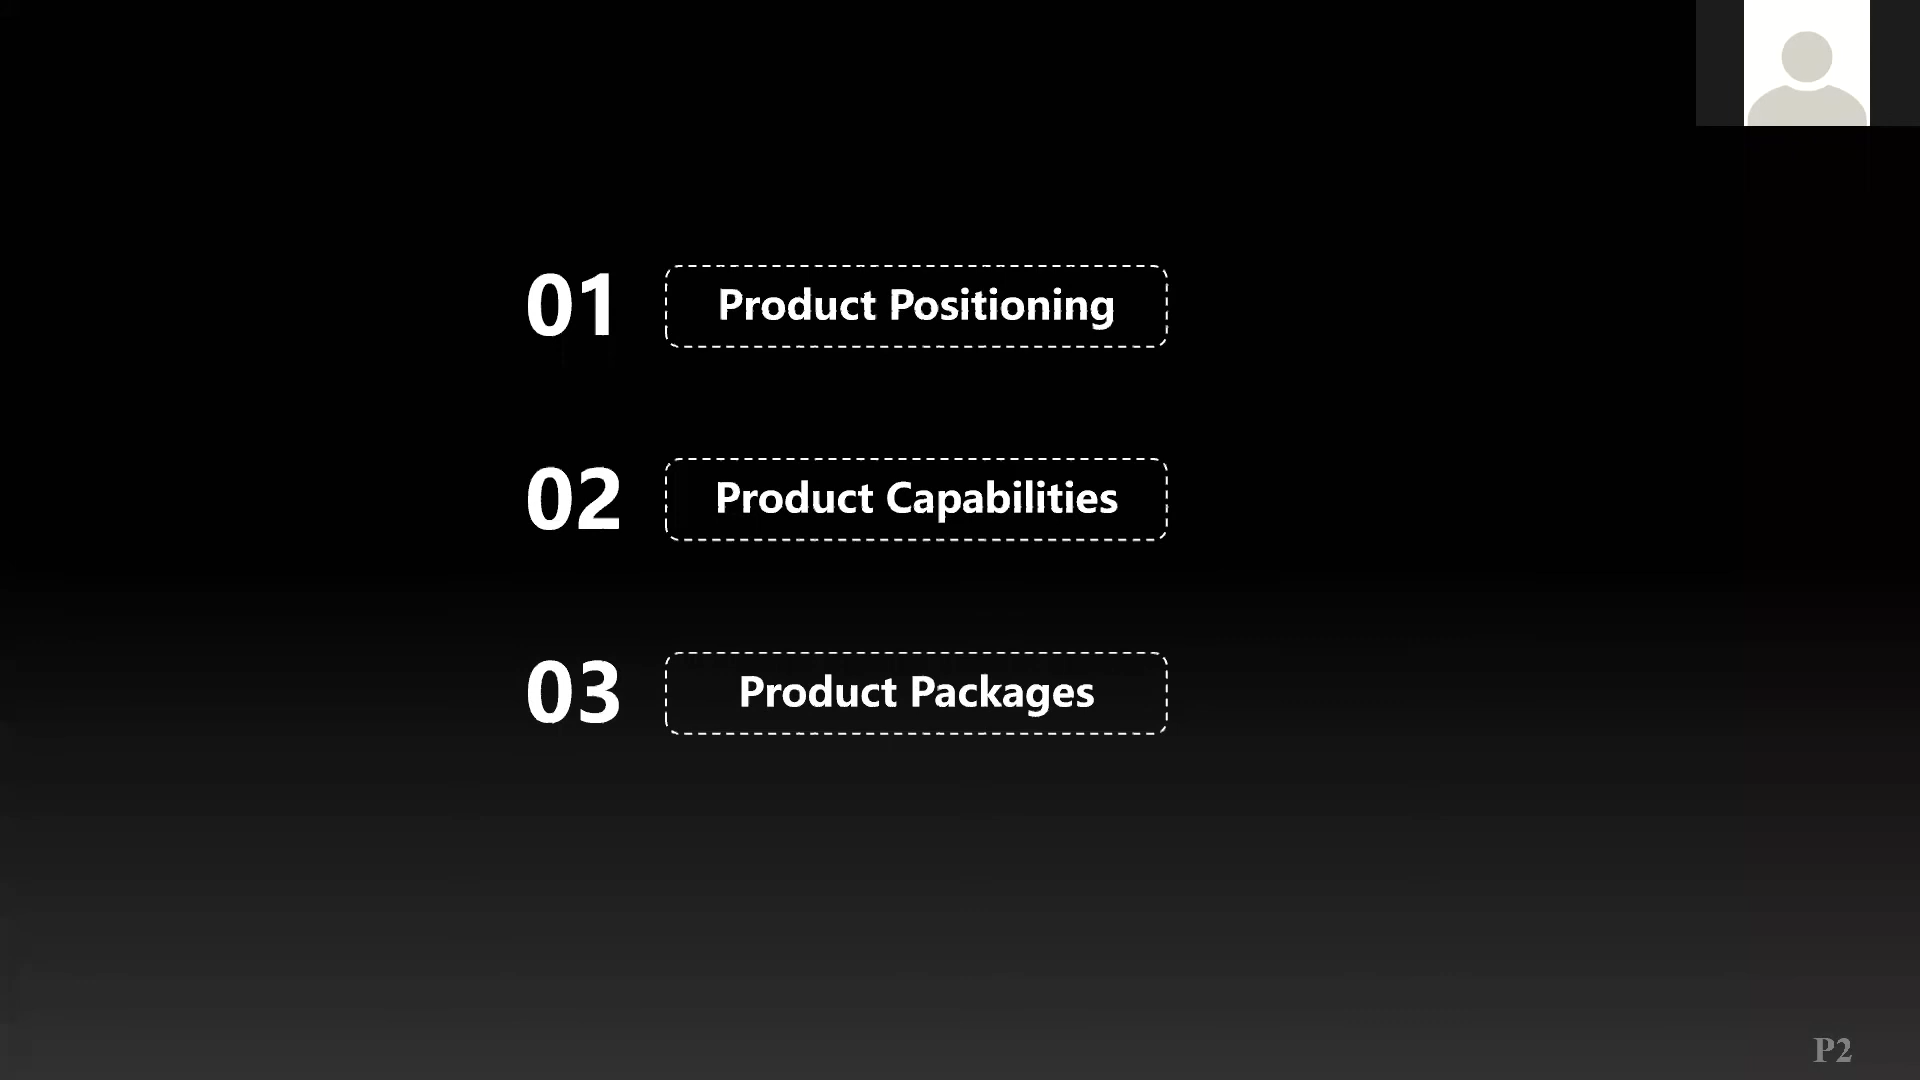 01 Product Positioning
02 Product Capabilities
03 Product Packages
P2